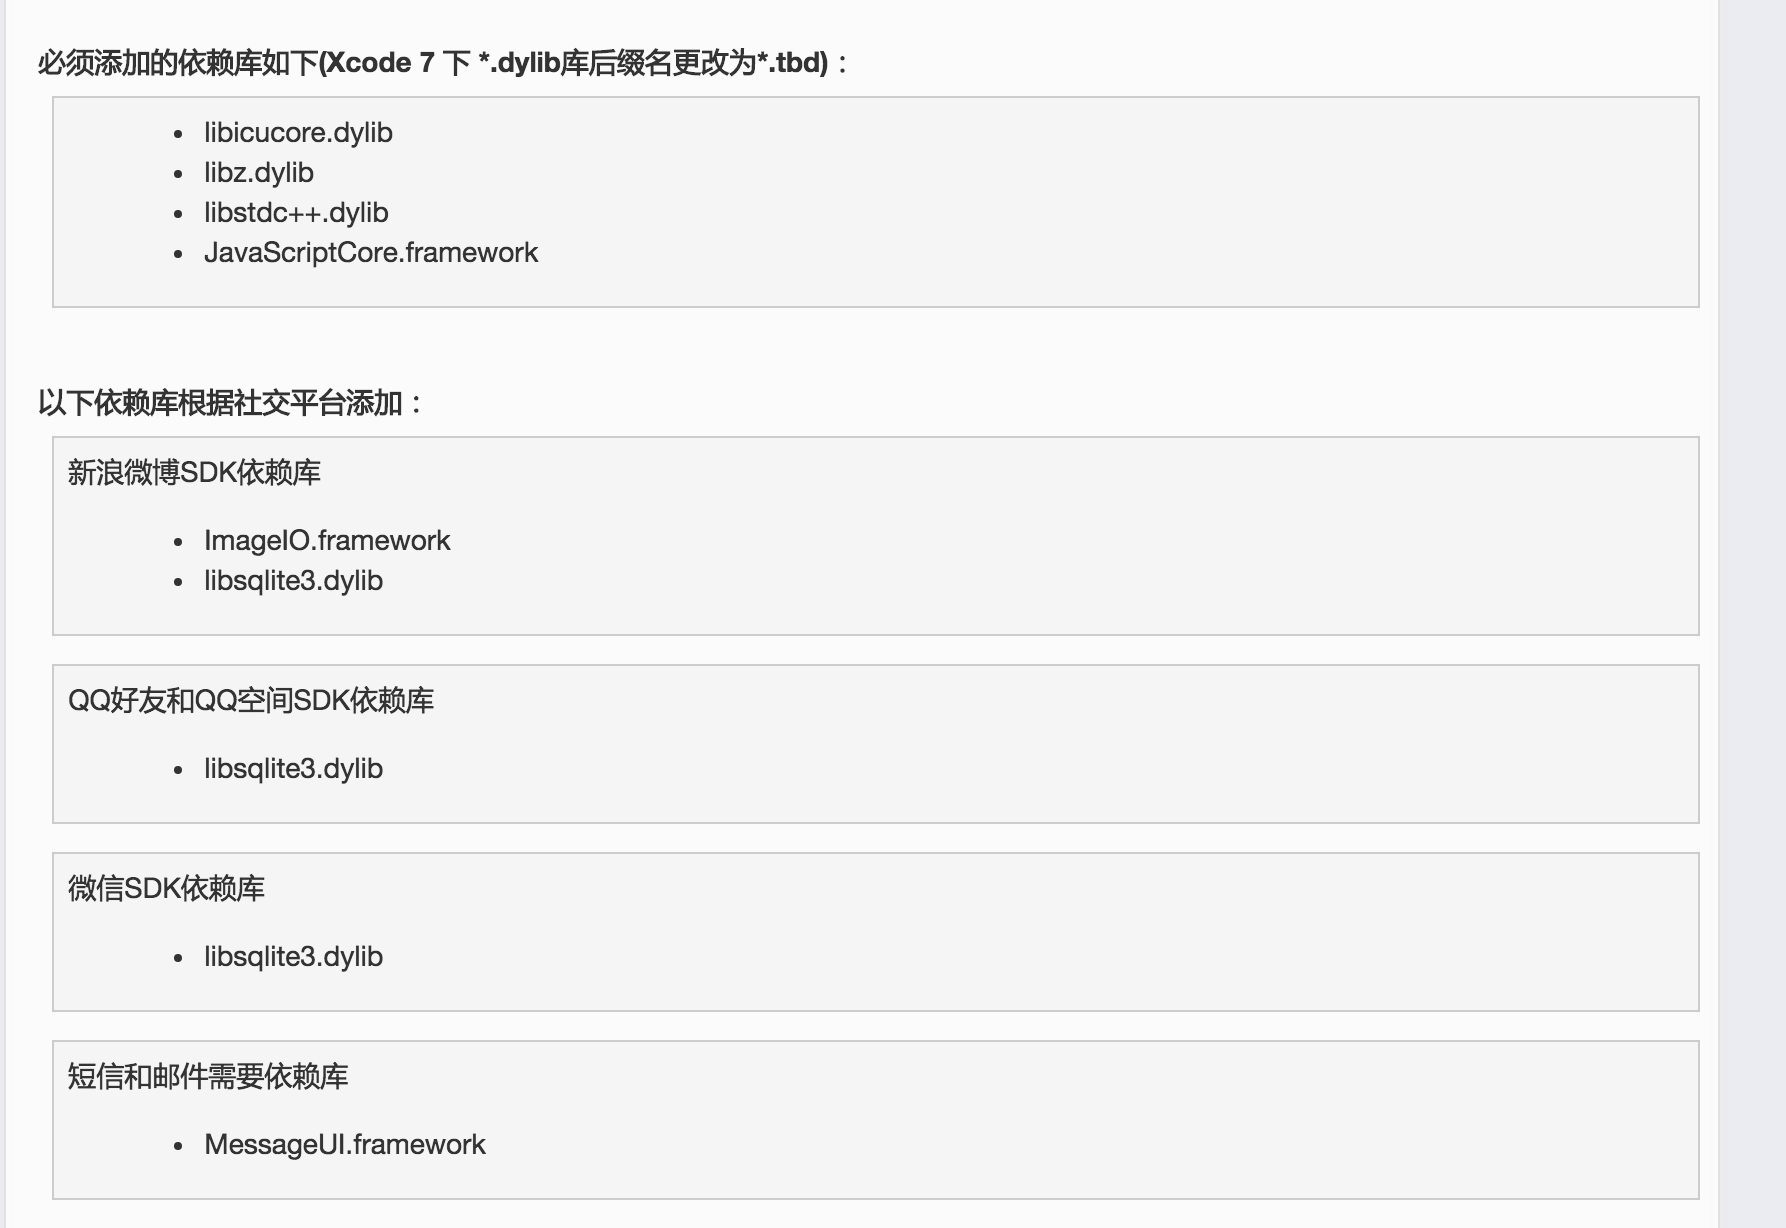 必须添加的依赖库如下(Xcode 7 下 *.dylib库后缀名更改为*.tbd)：
• libicucore.dylib
• libz.dylib
• libstdc++.dylib
• JavaScriptCore.framework
以下依赖库根据社交平台添加：
新浪微博SDK依赖库
• ImageIO.framework
• libsqlite3.dylib
QQ好友和QQ空间SDK依赖库
• libsqlite3.dylib
微信SDK依赖库
• libsqlite3.dylib
短信和邮件需要依赖库
• MessageUI.framework